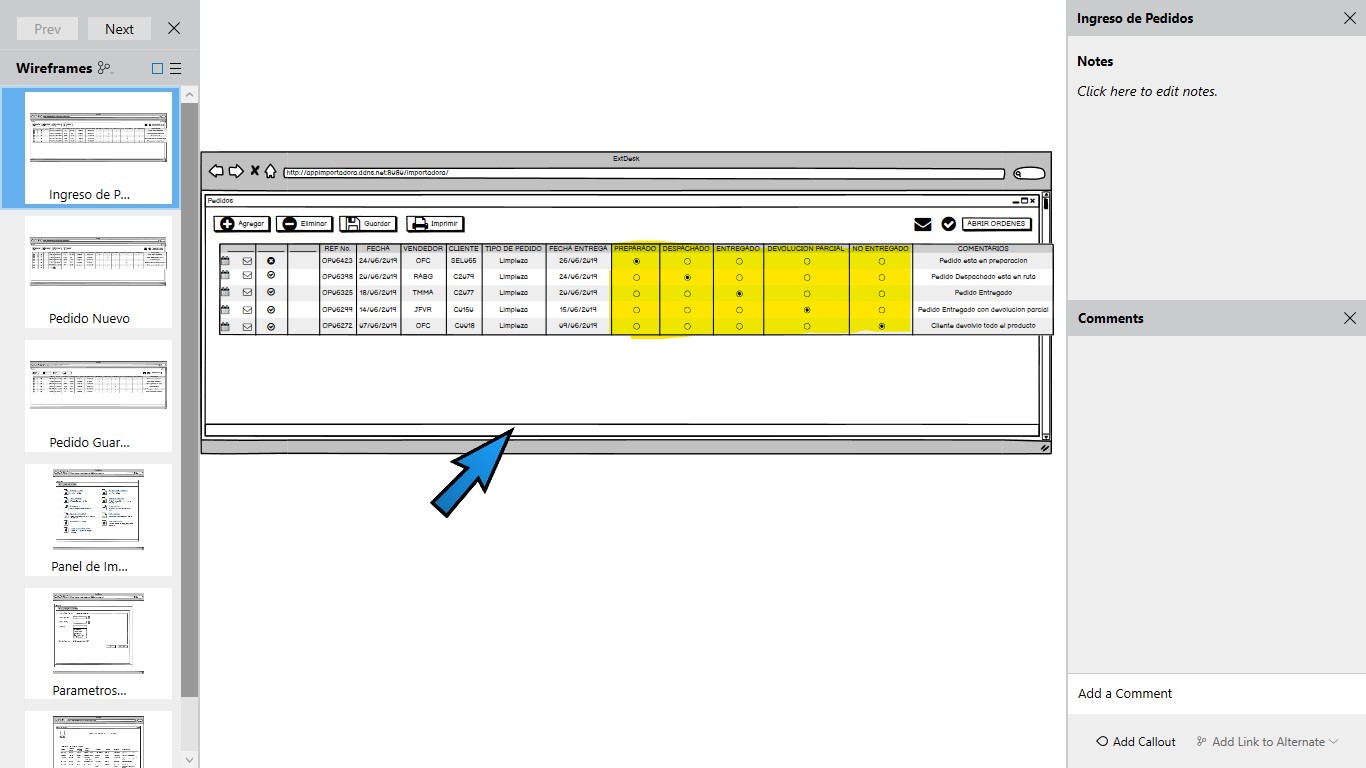 Prev Next
Wireframes
Ingreso de P...
Pedido Nuevo
Pedido Guar...
Panel de Im...
Parametros...
ExtDesk
http://appimportadora.ddns.net:8080/importadora/
Pedidos
Agregar Eliminar Guardar Imprimir ABRIR ORDENES
REF No. FECHA VENDEDOR CLIENTE TIPO DE PEDIDO FECHA ENTREGA PREPARADO DESPACHADO ENTREGADO DEVOLUCION PARCIAL NO ENTREGADO COMENTARIOS
OP06423 24/06/2019 OFC SEL065 Limpieza 26/06/2019 Pedido esta en preparacion
OP06398 20/06/2019 RABG C2079 Limpieza 24/06/2019 Pedido Despachado esta en ruta
OP06325 18/06/2019 TMMA C2077 Limpieza 20/06/2019 Pedido Entregado
OP06299 14/06/2019 JFVR C0150 Limpieza 15/06/2019 Pedido Entregado con devolucion parcial
OP06272 07/06/2019 OFC C0018 Limpieza 09/06/2019 Cliente devolvio todo el producto
Ingreso de Pedidos
Notes
Click here to edit notes.
Comments
Add a Comment
Add Callout Add Link to Alternate